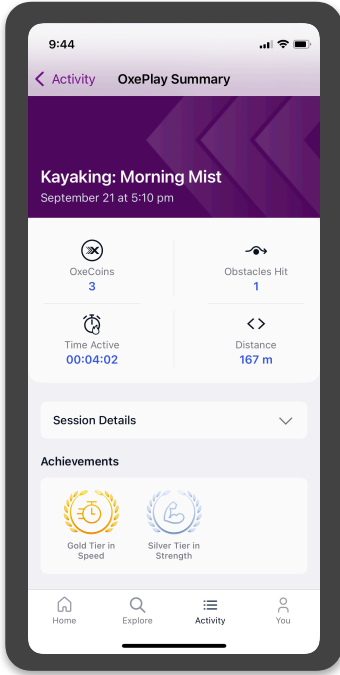 9:44
Activity
OxePlay Summary
Kayaking: Morning Mist
September 21 at 5:10 pm
OxeCoins
3
Obstacles Hit
1
Time Active
00:04:02
Distance
167 m
Session Details
Achievements
Gold Tier in
Speed
Silver Tier in
Strength
Home
Explore
Activity
You